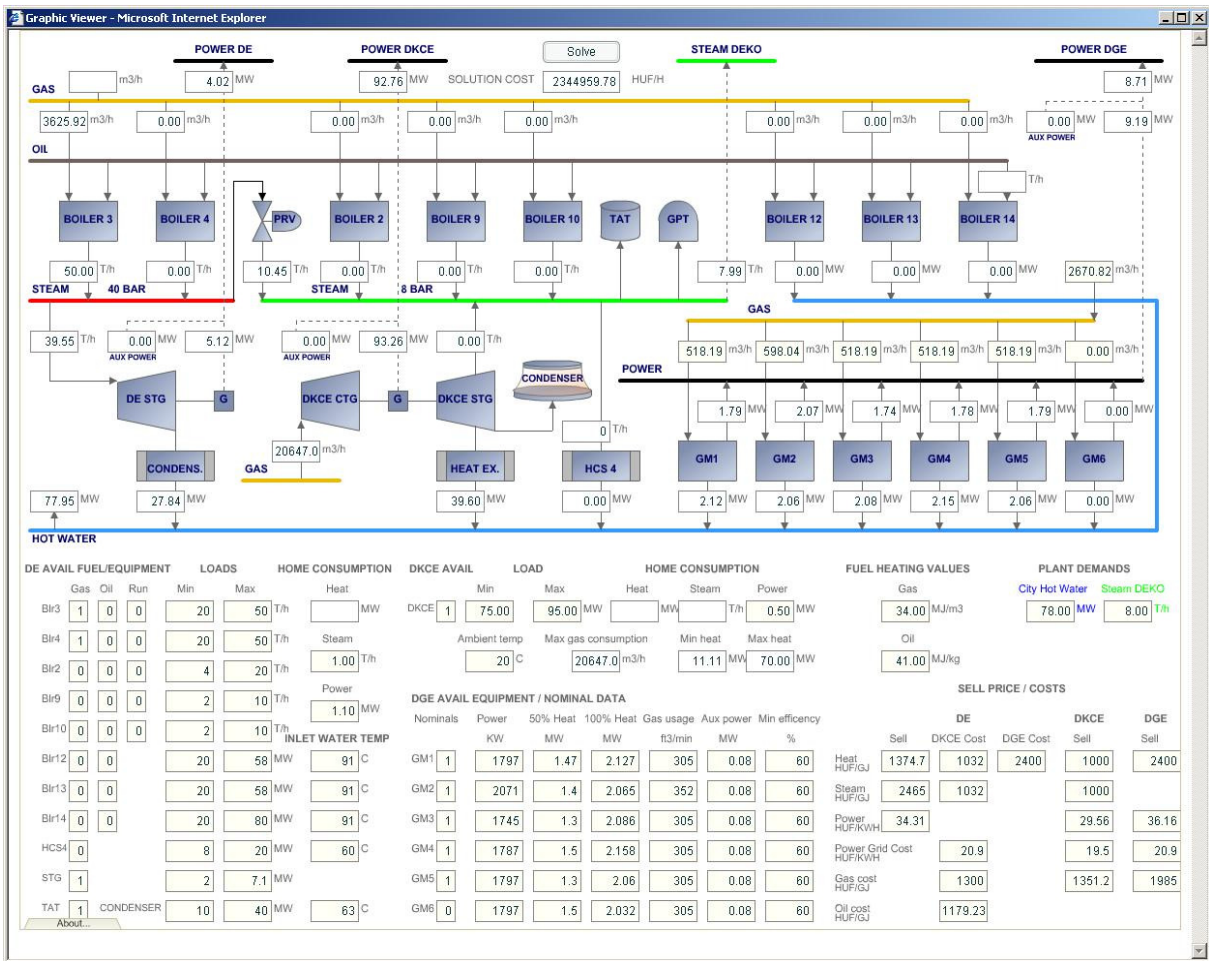 Graphic Viewer - Microsoft Internet Explorer
POWER DE POWER DKCE Solve STEAM DEKO POWER DGE
m3/h 4.02 MW 92.76 MW SOLUTION COST 2344959.78 HUF/H 8.71 MW
GAS
3625.92 m3/h 0.00 m3/h 0.00 m3/h 0.00 m3/h 0.00 m3/h 0.00 m3/h 0.00 m3/h 0.00 m3/h 0.00 MW 9.19 MW
AUX POWER
OIL
T/h
BOILER 3 BOILER 4 PRV BOILER 2 BOILER 9 BOILER 10 TAT GPT BOILER 12 BOILER 13 BOILER 14
50.00 T/h 0.00 T/h 10.45 T/h 0.00 T/h 0.00 T/h 0.00 T/h 7.99 T/h 0.00 MW 0.00 MW 0.00 MW 2670.82 m3/h
STEAM 40 BAR STEAM 8 BAR
GAS
39.55 T/h 0.00 MW 5.12 MW 0.00 MW 93.26 MW 0.00 T/h 518.19 m3/h 598.04 m3/h 518.19 m3/h 518.19 m3/h 518.19 m3/h 0.00 m3/h
AUX POWER AUX POWER
CONDENSER POWER
DE STG G DKCE CTG G DKCE STG
1.79 MW 2.07 MW 1.74 MW 1.78 MW 1.79 MW 0.00 MW
0 T/h
20647.0 m3/h
GAS
CONDENS. HEAT EX. HCS 4 GM1 GM2 GM3 GM4 GM5 GM6
77.95 MW 27.84 MW 39.60 MW 0.00 MW 2.12 MW 2.06 MW 2.08 MW 2.15 MW 2.06 MW 0.00 MW
HOT WATER
DE AVAIL FUEL/EQUIPMENT LOADS HOME CONSUMPTION DKCE AVAIL LOAD HOME CONSUMPTION FUEL HEATING VALUES PLANT DEMANDS
Gas Oil Run Min Max Heat Min Max Heat Steam Power Gas City Hot Water Steam DEKO
Blr3 1 0 0 20 50 T/h MW DKCE 1 75.00 95.00 MW MW T/h 0.50 MW 34.00 MJ/m3 78.00 MW 8.00 T/h
Blr4 1 0 0 20 50 T/h Steam Ambient temp Max gas consumption Min heat Max heat Oil
Blr2 0 0 0 4 20 T/h 1.00 T/h 20 C 20647.0 m3/h 11.11 MW 70.00 MW 41.00 MJ/kg
Power
Blr9 0 0 0 2 10 T/h 1.10 MW
DGE AVAIL EQUIPMENT / NOMINAL DATA SELL PRICE / COSTS
Nominals Power 50% Heat 100% Heat Gas usage Aux power Min efficency DE DKCE DGE
Blr10 0 0 0 2 10 T/h
INLET WATER TEMP KW MW MW ft3/min MW % Sell DKCE Cost DGE Cost Sell Sell
Blr12 0 0 20 58 MW 91 C GM1 1 1797 1.47 2.127 305 0.08 60 Heat HUF/GJ 1374.7 1032 2400 1000 2400
Blr13 0 0 20 58 MW 91 C GM2 1 2071 1.4 2.065 352 0.08 60 Steam HUF/GJ 2465 1032 1000
Blr14 0 0 20 80 MW 91 C GM3 1 1745 1.3 2.086 305 0.08 60 Power HUF/KWH 34.31 29.56 36.16
HCS4 0 8 20 MW 60 C GM4 1 1787 1.5 2.158 305 0.08 60 Power Grid Cost HUF/KWH 20.9 19.5 20.9
STG 1 2 7.1 MW GM5 1 1797 1.3 2.06 305 0.08 60 Gas cost HUF/GJ 1300 1351.2 1985
TAT 1 CONDENSER 10 40 MW 63 C GM6 0 1797 1.5 2.032 305 0.08 60 Oil cost HUF/GJ 1179.23
About...